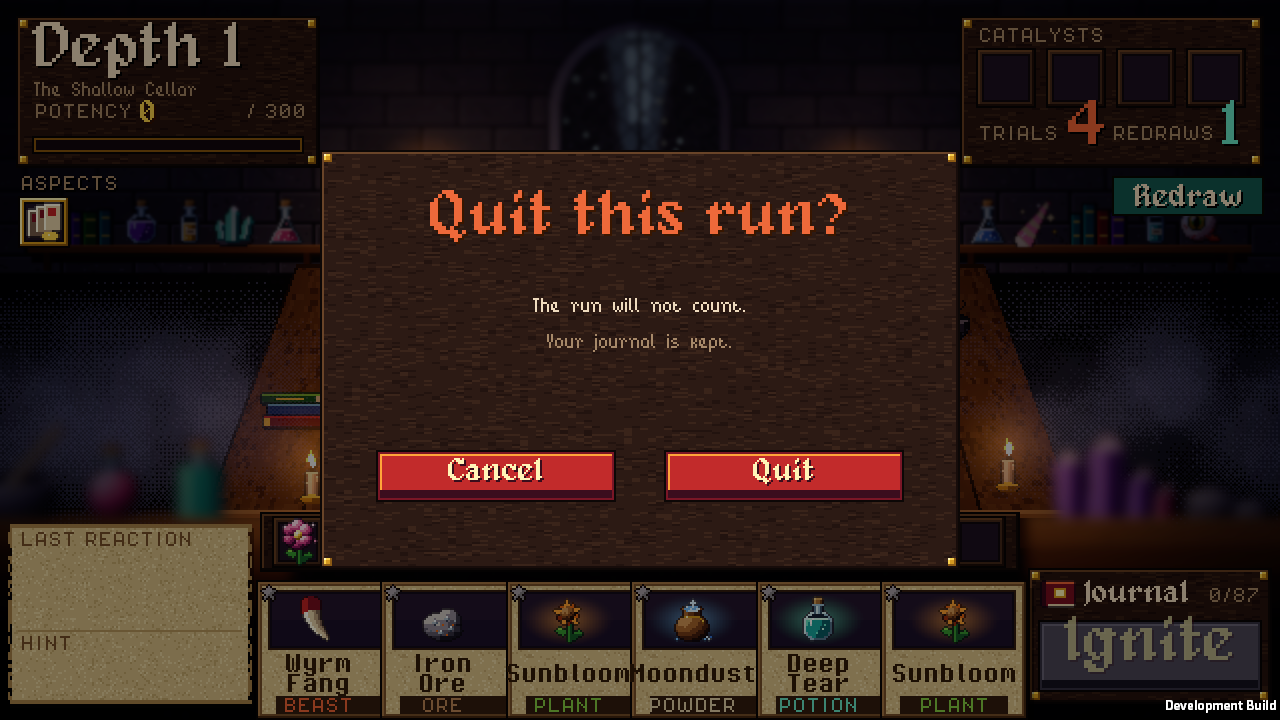 Depth 1
The Shallow Cellar
POTENCY 0 / 300
ASPECTS
CATALYSTS
TRIALS 4 REDRAWS 1
Redraw
Quit this run?
The run will not count.
Your journal is kept.
Cancel
Quit
LAST REACTION
HINT
Wyrm
Fang
BEAST
Iron
Ore
ORE
Sunbloom
PLANT
Moondust
POWDER
Deep
Tear
POTION
Sunbloom
PLANT
Journal 0/87
Ignite
Development Build